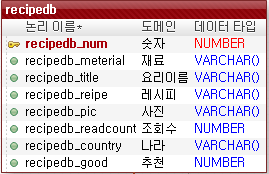 recipedb
논리 이름* 도메인 데이터 타입
recipedb_num 숫자 NUMBER
recipedb_meterial 재료 VARCHAR()
recipedb_title 요리이름 VARCHAR()
recipedb_reipe 레시피 VARCHAR()
recipedb_pic 사진 VARCHAR()
recipedb_readcount 조회수 NUMBER
recipedb_country 나라 VARCHAR()
recipedb_good 추천 NUMBER